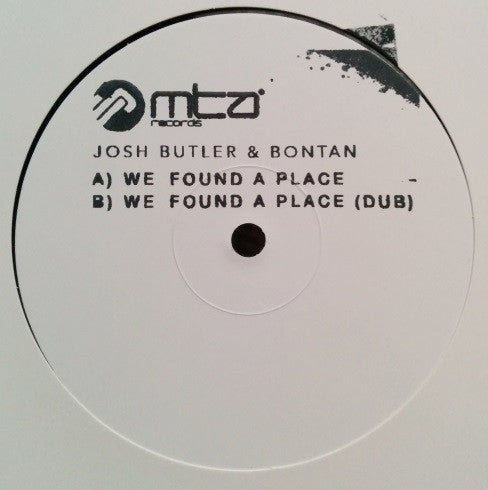 mta
records
JOSH BUTLER & BONTAN
A) WE FOUND A PLACE
B) WE FOUND A PLACE (DUB)